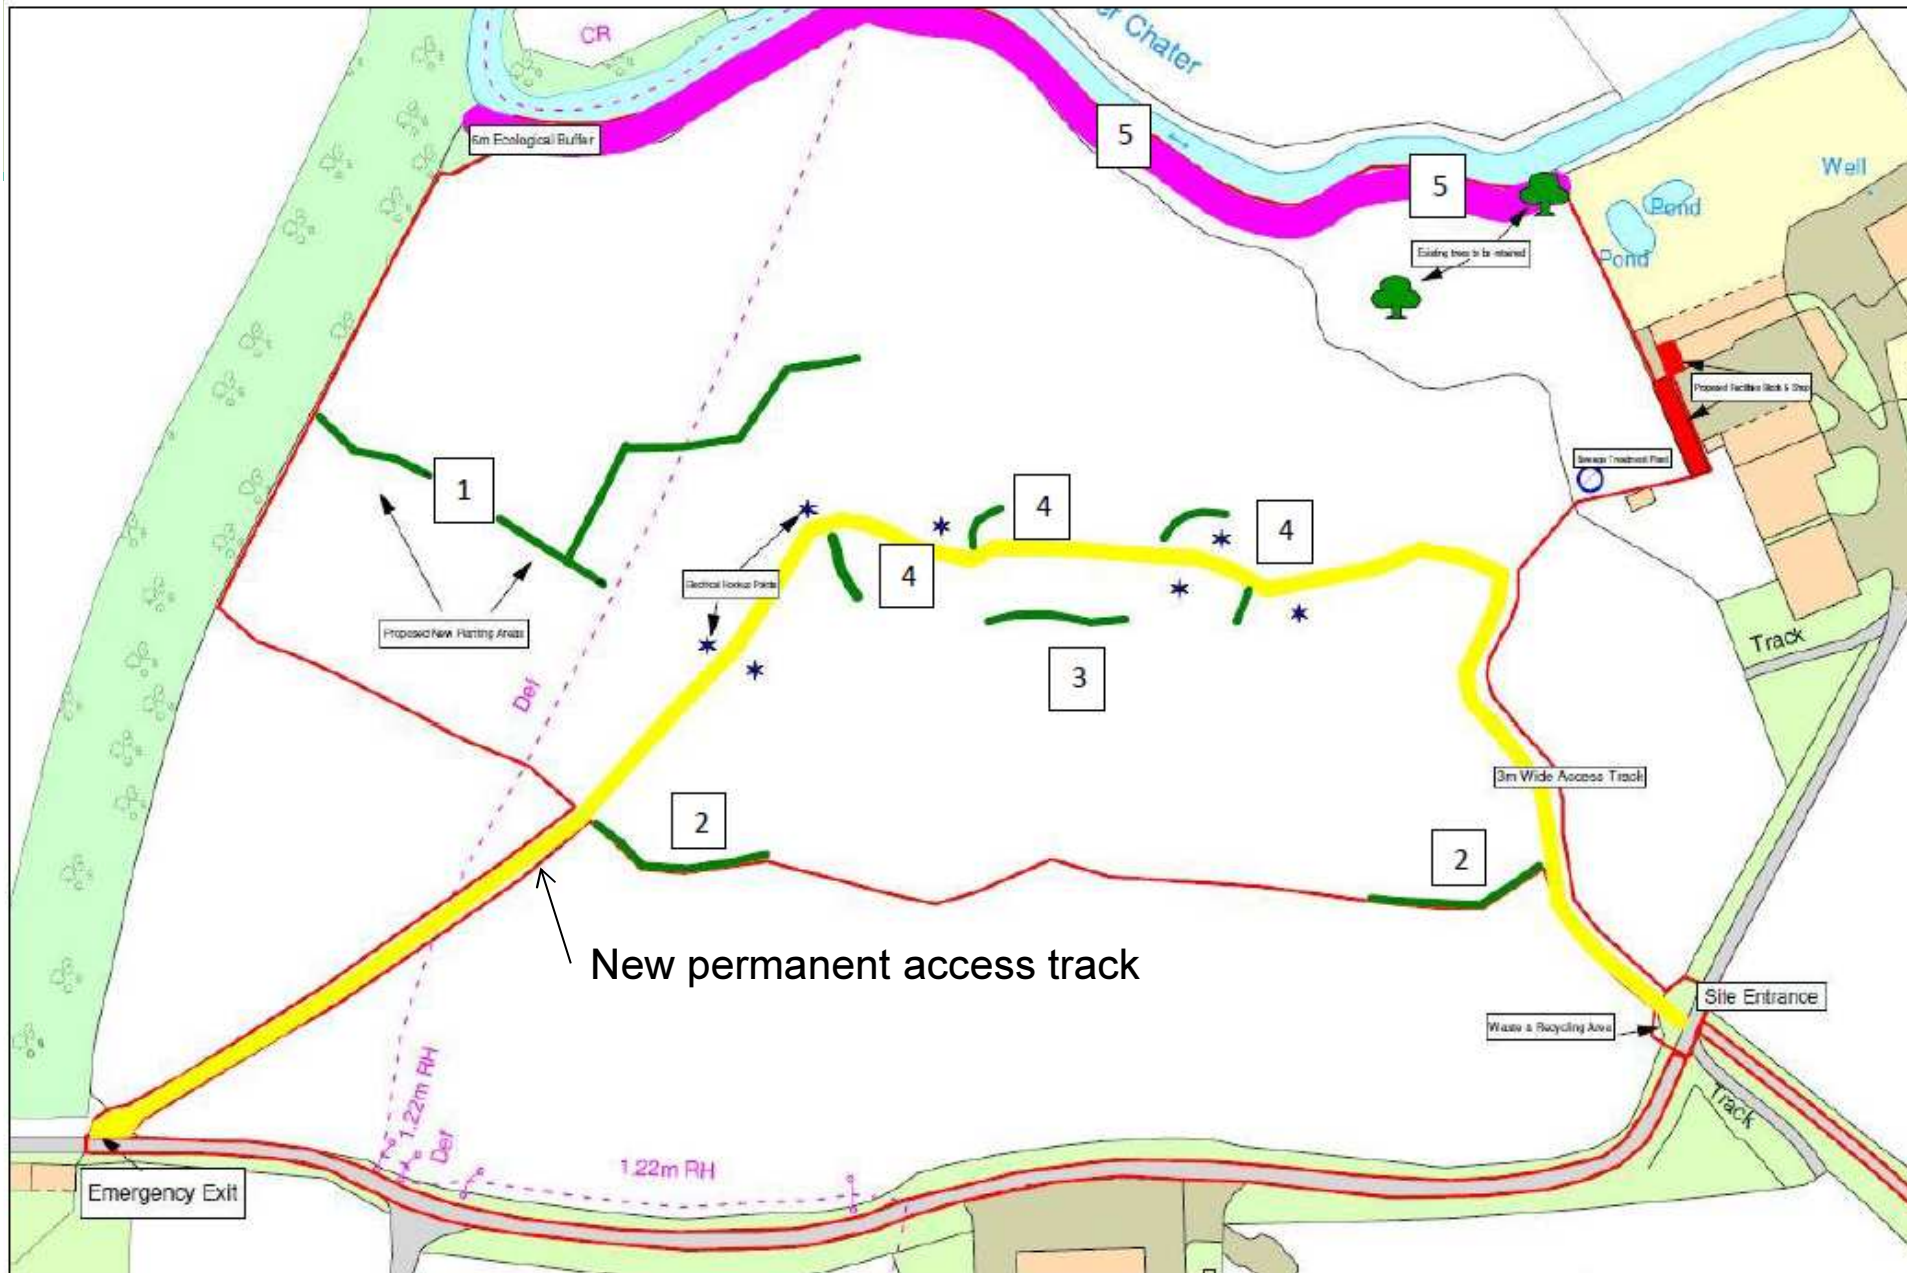 CR
er Chater
6m Ecological Buffer
5
5
Well
Pond
Pond
Existing trees to be retained
Proposed Facilities Block & Shop
Sewage Treatment Plant
1
4
4
4
Electrical Hookup Points
Proposed New Planting Areas
Track
3
Def
3m Wide Access Track
2
2
New permanent access track
Site Entrance
Waste & Recycling Area
Track
1.22m RH
Def
1.22m RH
Emergency Exit